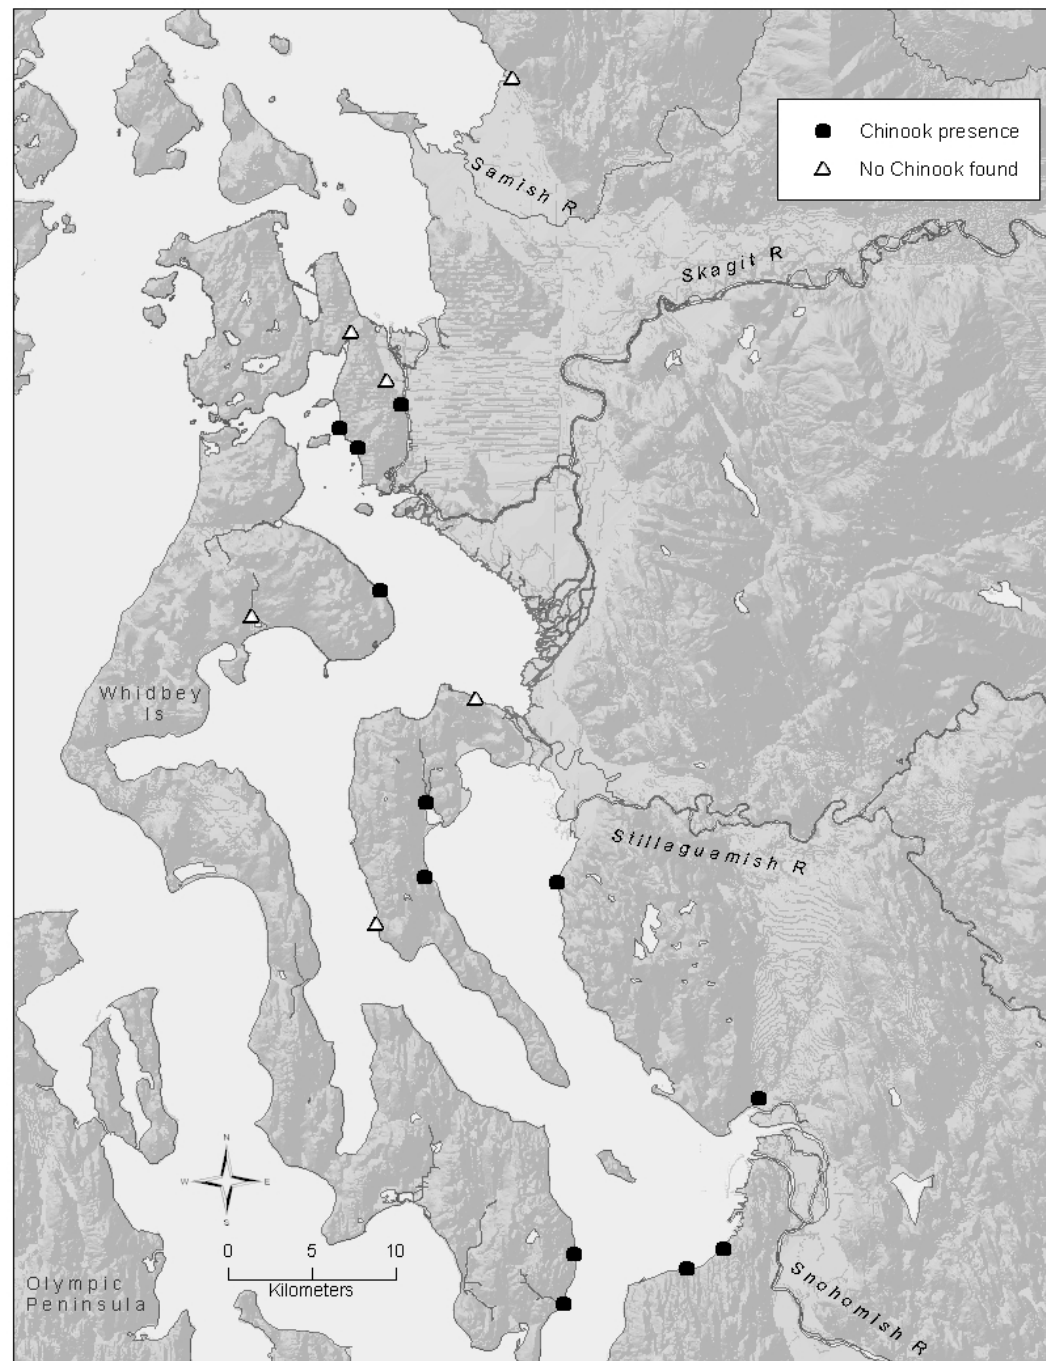 Chinook presence
No Chinook found
Samish R
Skagit R
Whidbey
Is
Stillaguamish R
N
W E
S
0 5 10
Kilometers
Olympic
Peninsula
Snohomish R